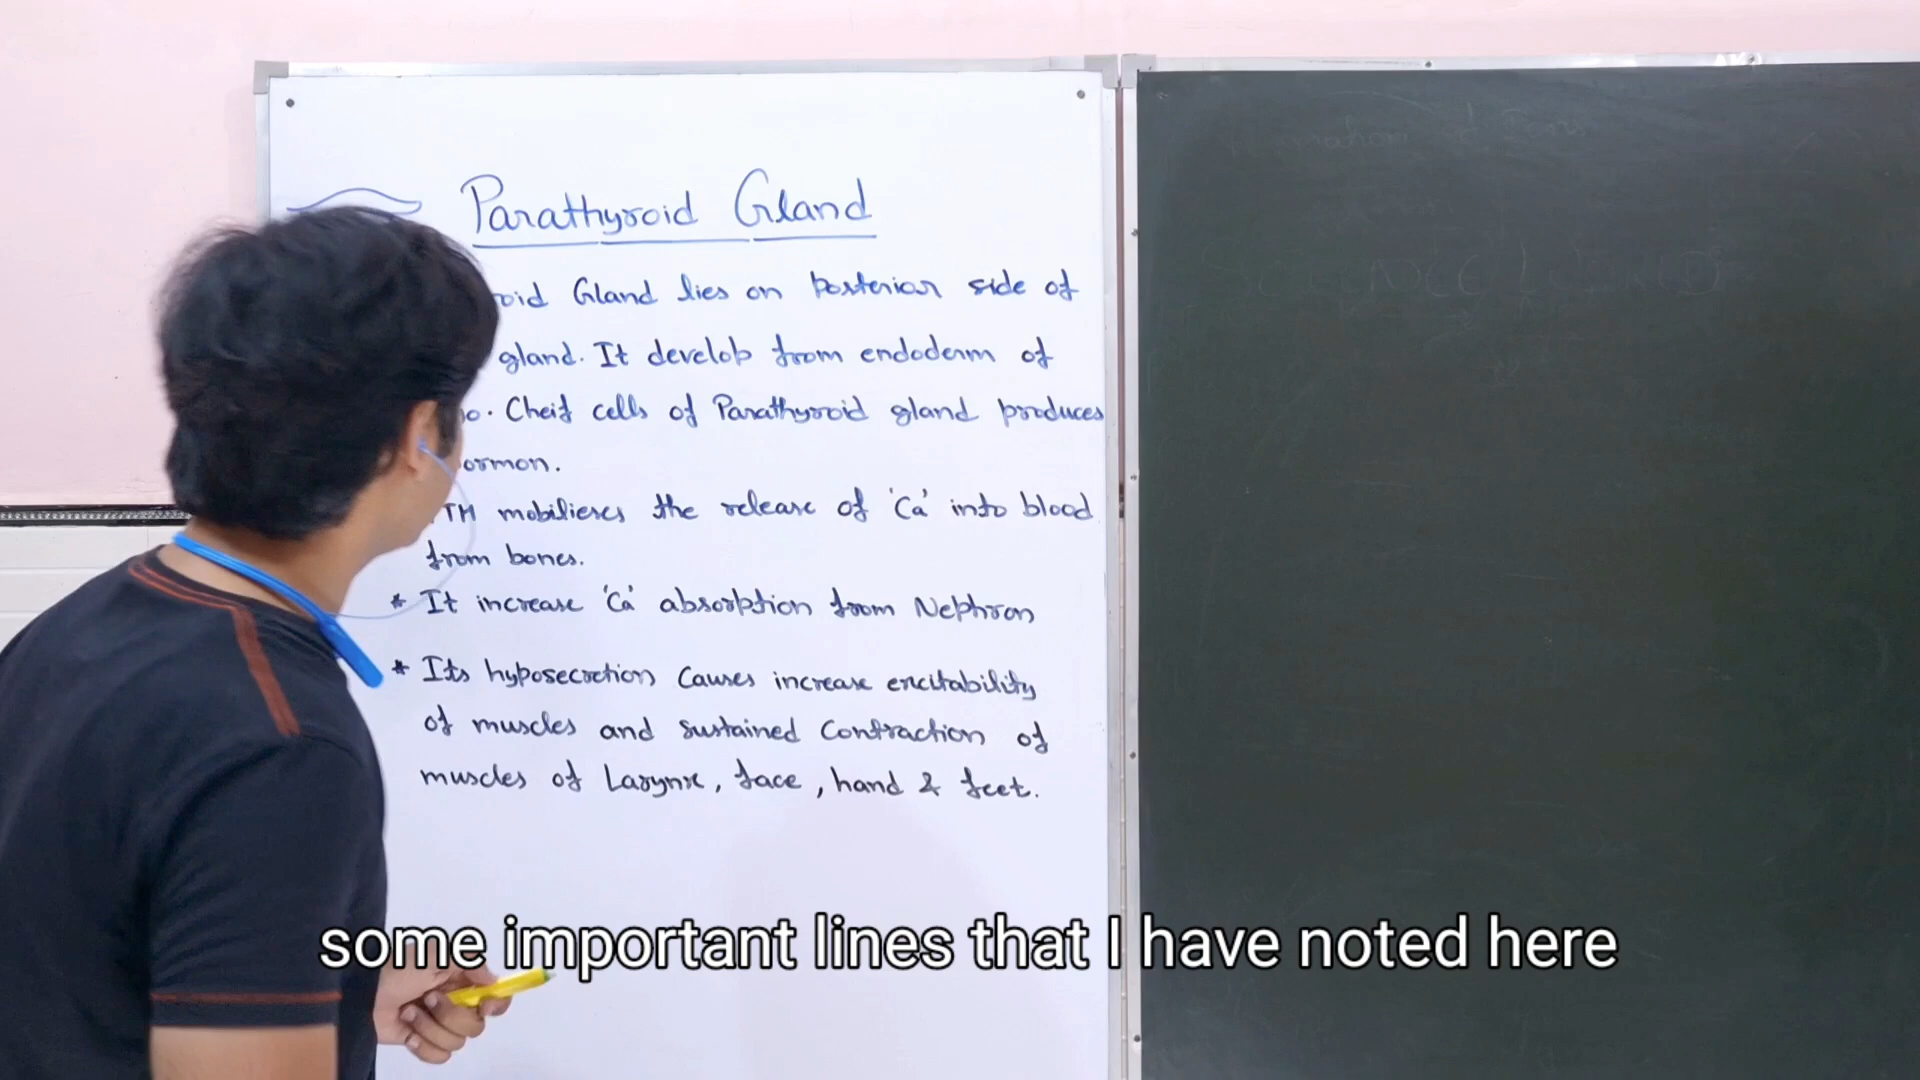 Parathyroid Gland
oid Gland lies on Posterior side of
gland. It develop from endoderm of
Cheif cells of Parathyroid gland produces
ormon.
TH mobilieses the release of 'Ca' into blood
from bones.
* It increase 'Ca' absorption from Nephron
* Its hyposecretion Causes increase excitability
of muscles and sustained Contraction of
muscles of Larynx, face, hand & feet.
some important lines that I have noted here